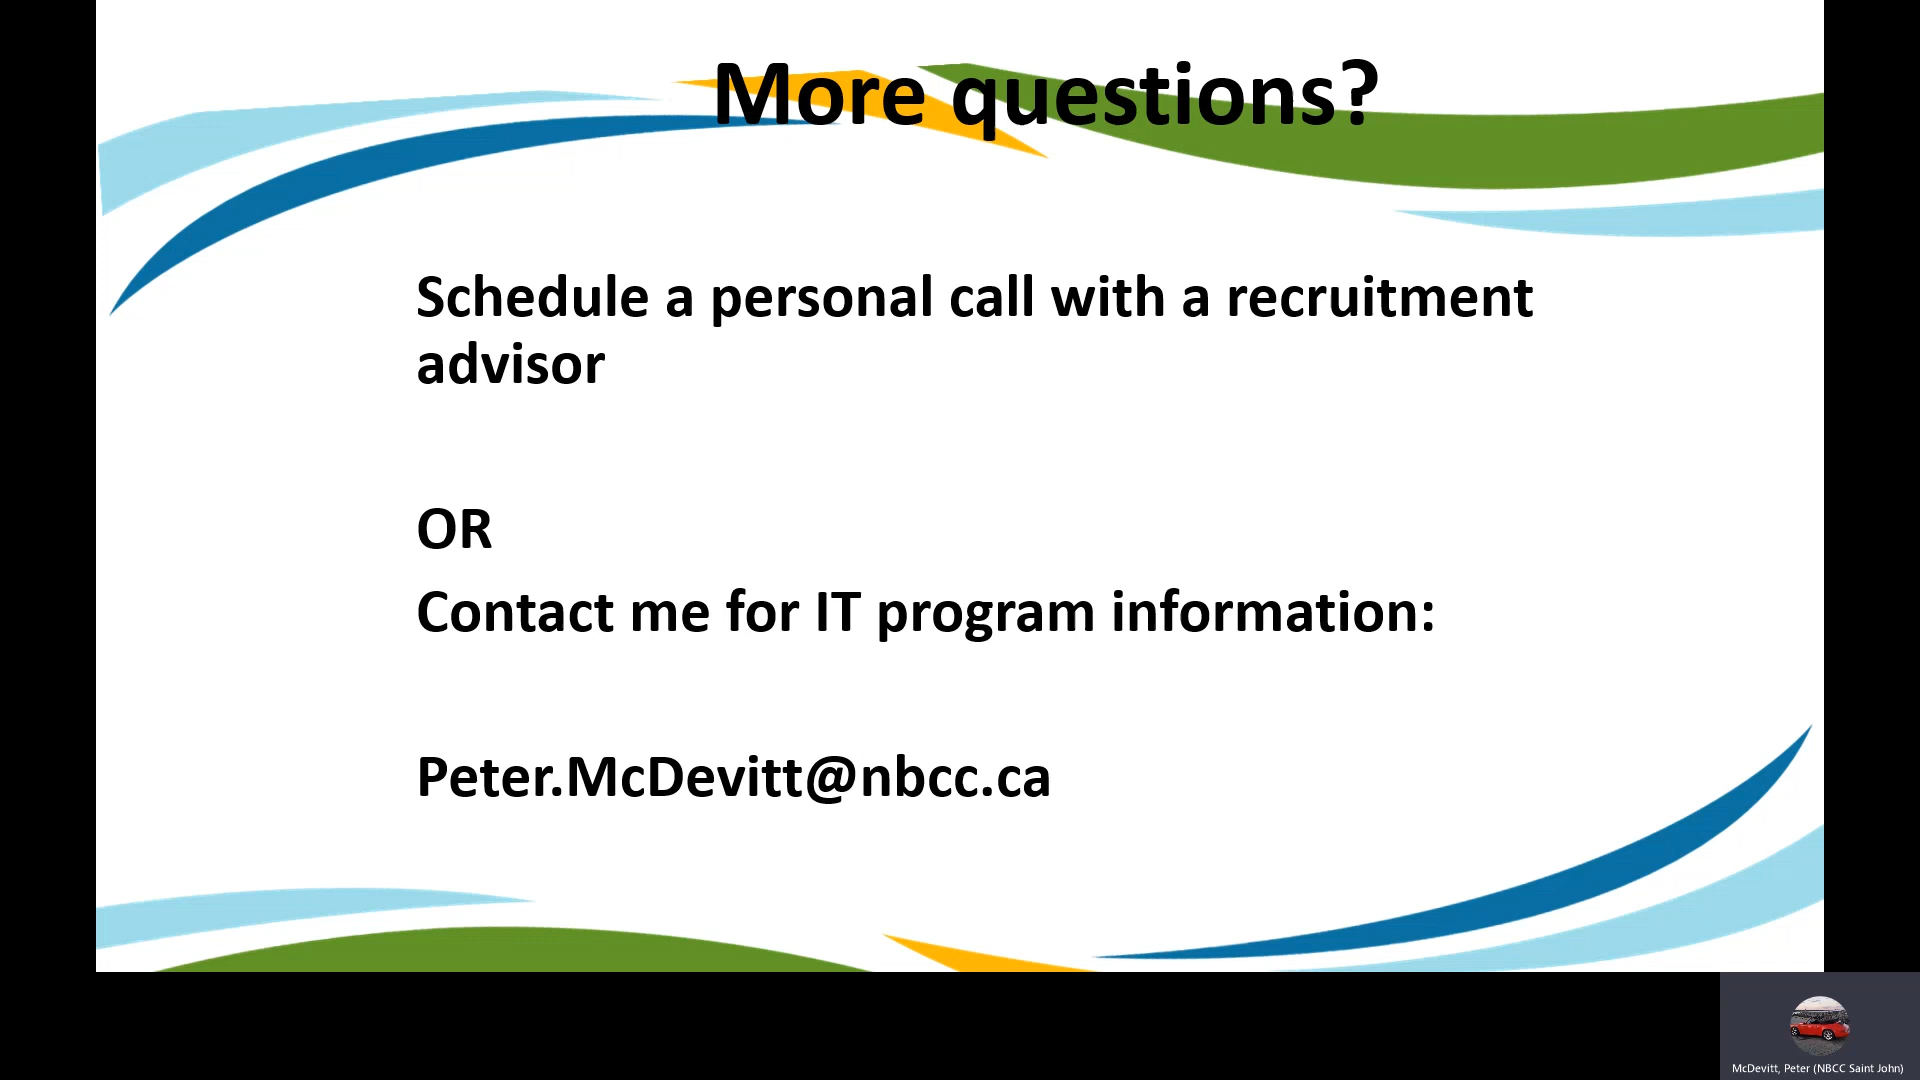 More questions?
Schedule a personal call with a recruitment
advisor
OR
Contact me for IT program information:
Peter.McDevitt@nbcc.ca
McDevitt, Peter (NBCC Saint John)